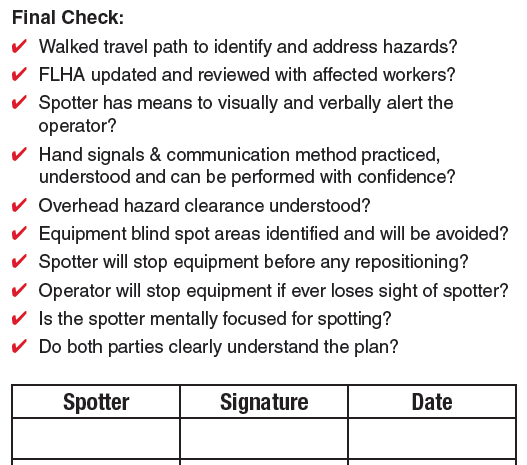 Final Check:
✔ Walked travel path to identify and address hazards?
✔ FLHA updated and reviewed with affected workers?
✔ Spotter has means to visually and verbally alert the
operator?
✔ Hand signals & communication method practiced,
understood and can be performed with confidence?
✔ Overhead hazard clearance understood?
✔ Equipment blind spot areas identified and will be avoided?
✔ Spotter will stop equipment before any repositioning?
✔ Operator will stop equipment if ever loses sight of spotter?
✔ Is the spotter mentally focused for spotting?
✔ Do both parties clearly understand the plan?
Spotter Signature Date